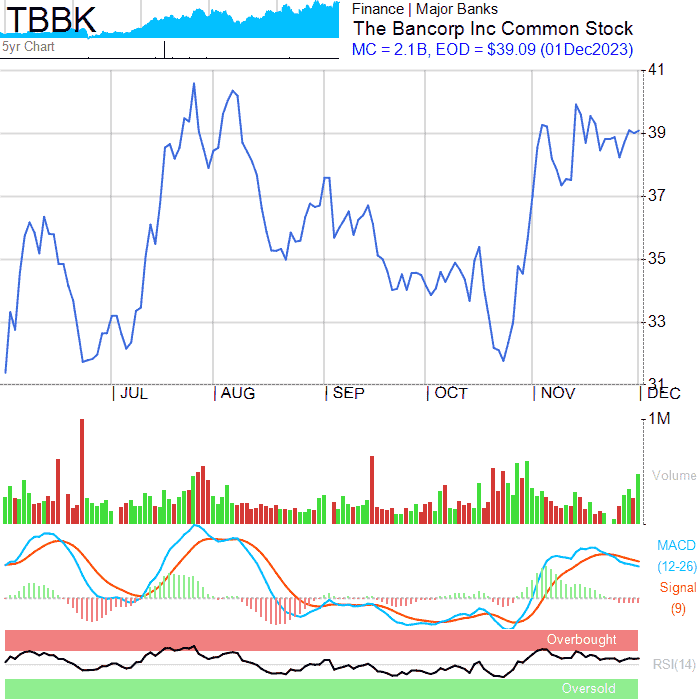 TBBK
5yr Chart
Finance | Major Banks
The Bancorp Inc Common Stock
MC = 2.1B, EOD = $39.09 (01Dec2023)
41
39
37
35
33
31
JUL
AUG
SEP
OCT
NOV
DEC
1M
Volume
MACD
(12-26)
Signal
(9)
Overbought
RSI(14)
Oversold